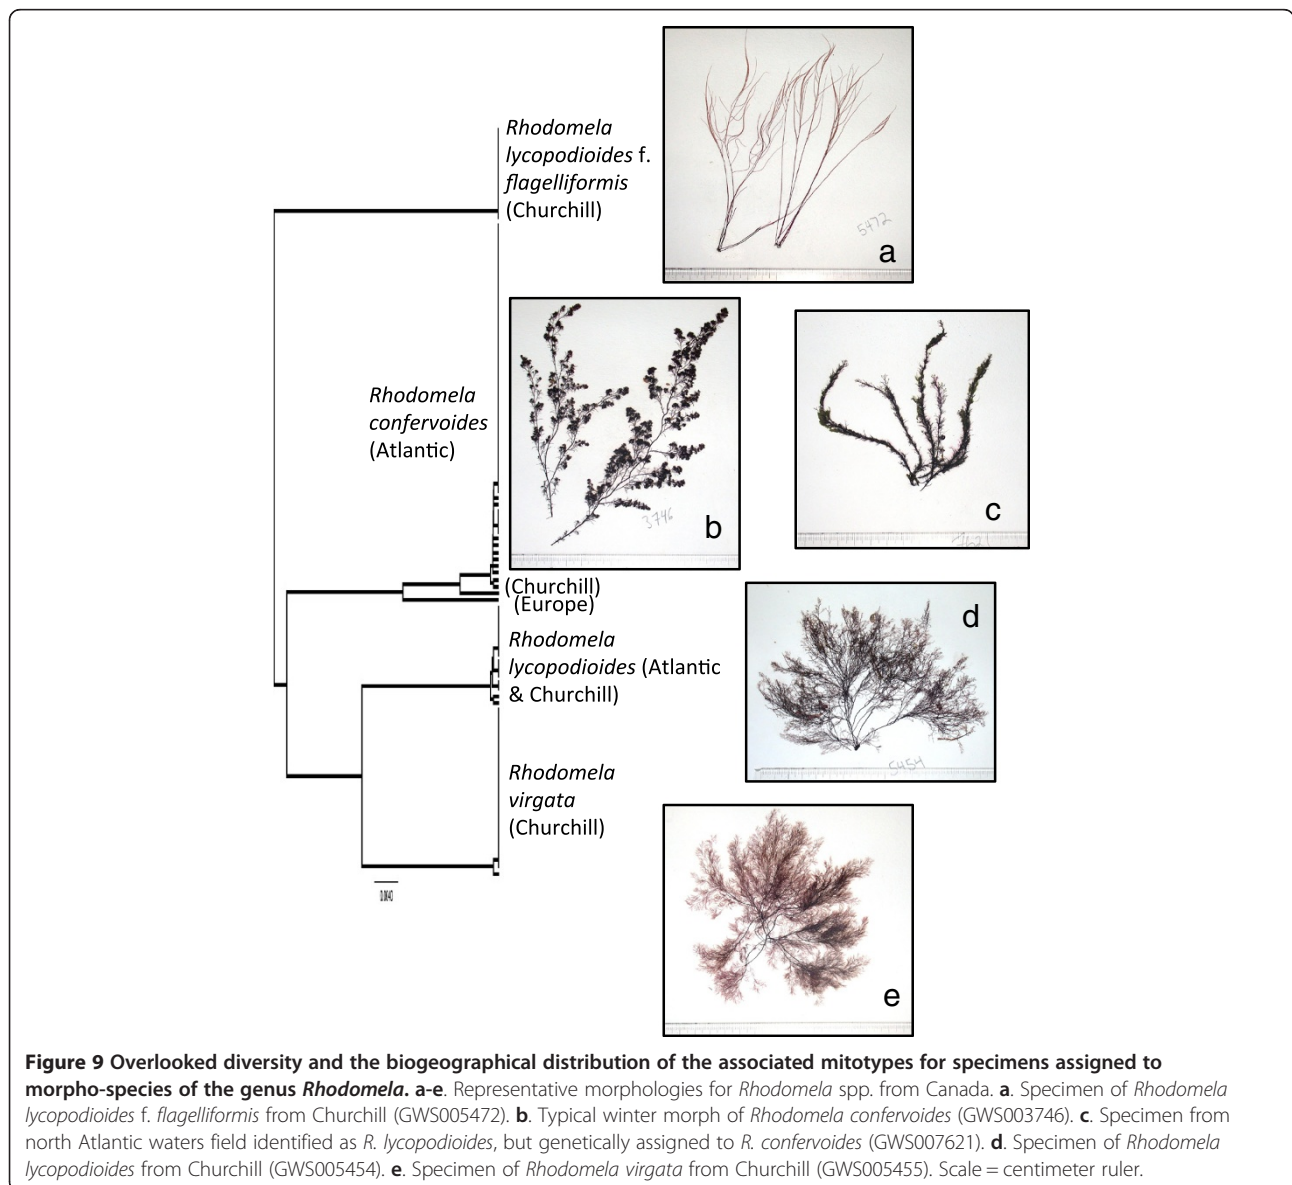 Rhodomela
lycopodioides f.
flagelliformis
(Churchill)
5472
a
Rhodomela
confervoides
(Atlantic)
3746
b
c
(Churchill)
(Europe)
d
Rhodomela
lycopodioides (Atlantic
& Churchill)
5454
Rhodomela
virgata
(Churchill)
e
Figure 9 Overlooked diversity and the biogeographical distribution of the associated mitotypes for specimens assigned to
morpho-species of the genus Rhodomela. a-e. Representative morphologies for Rhodomela spp. from Canada. a. Specimen of Rhodomela
lycopodioides f. flagelliformis from Churchill (GWS005472). b. Typical winter morph of Rhodomela confervoides (GWS003746). c. Specimen from
north Atlantic waters field identified as R. lycopodioides, but genetically assigned to R. confervoides (GWS007621). d. Specimen of Rhodomela
lycopodioides from Churchill (GWS005454). e. Specimen of Rhodomela virgata from Churchill (GWS005455). Scale = centimeter ruler.